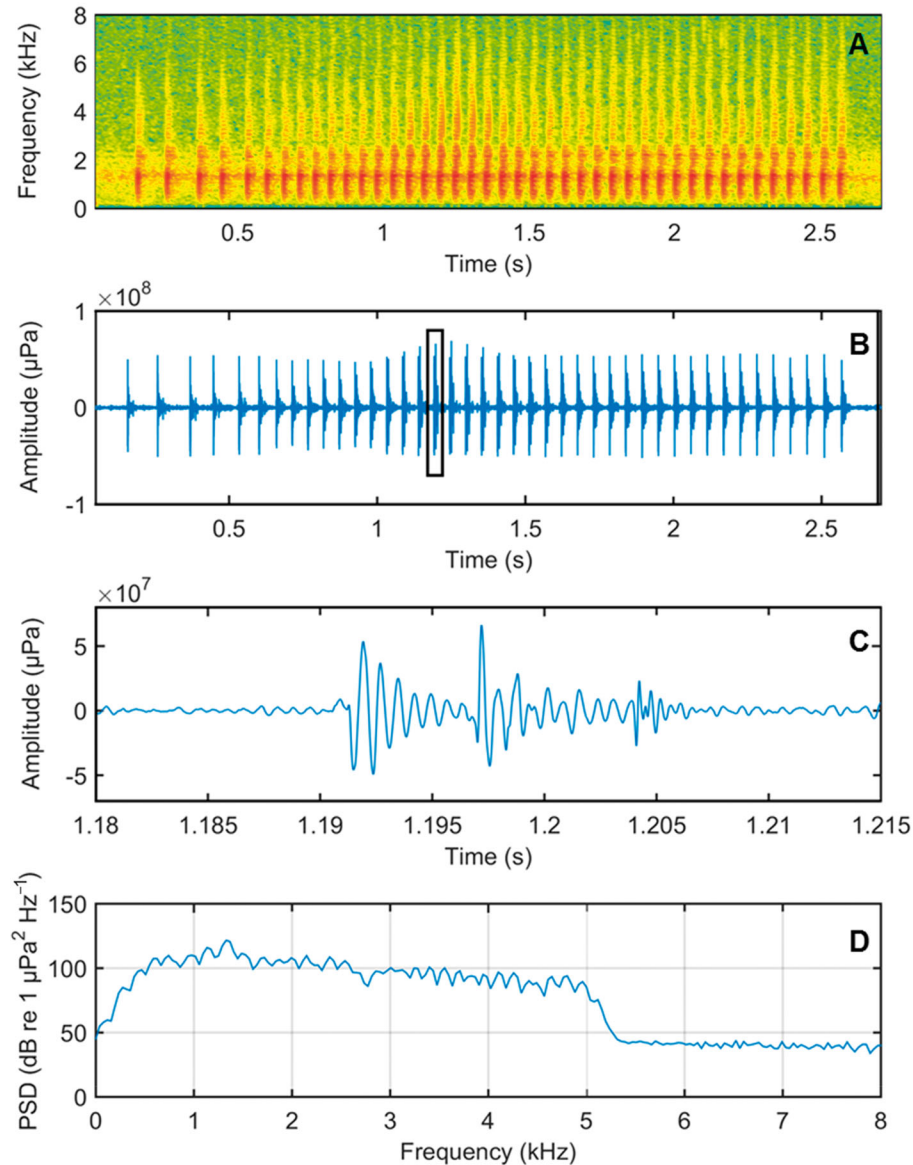 8
6
4
2
0
Frequency (kHz)
A
0.5 1 1.5 2 2.5
Time (s)
×10⁸
1
0
-1
Amplitude (µPa)
B
0.5 1 1.5 2 2.5
Time (s)
×10⁷
5
0
-5
Amplitude (µPa)
C
1.18 1.185 1.19 1.195 1.2 1.205 1.21 1.215
Time (s)
150
100
50
0
PSD (dB re 1 µPa² Hz⁻¹)
D
0 1 2 3 4 5 6 7 8
Frequency (kHz)